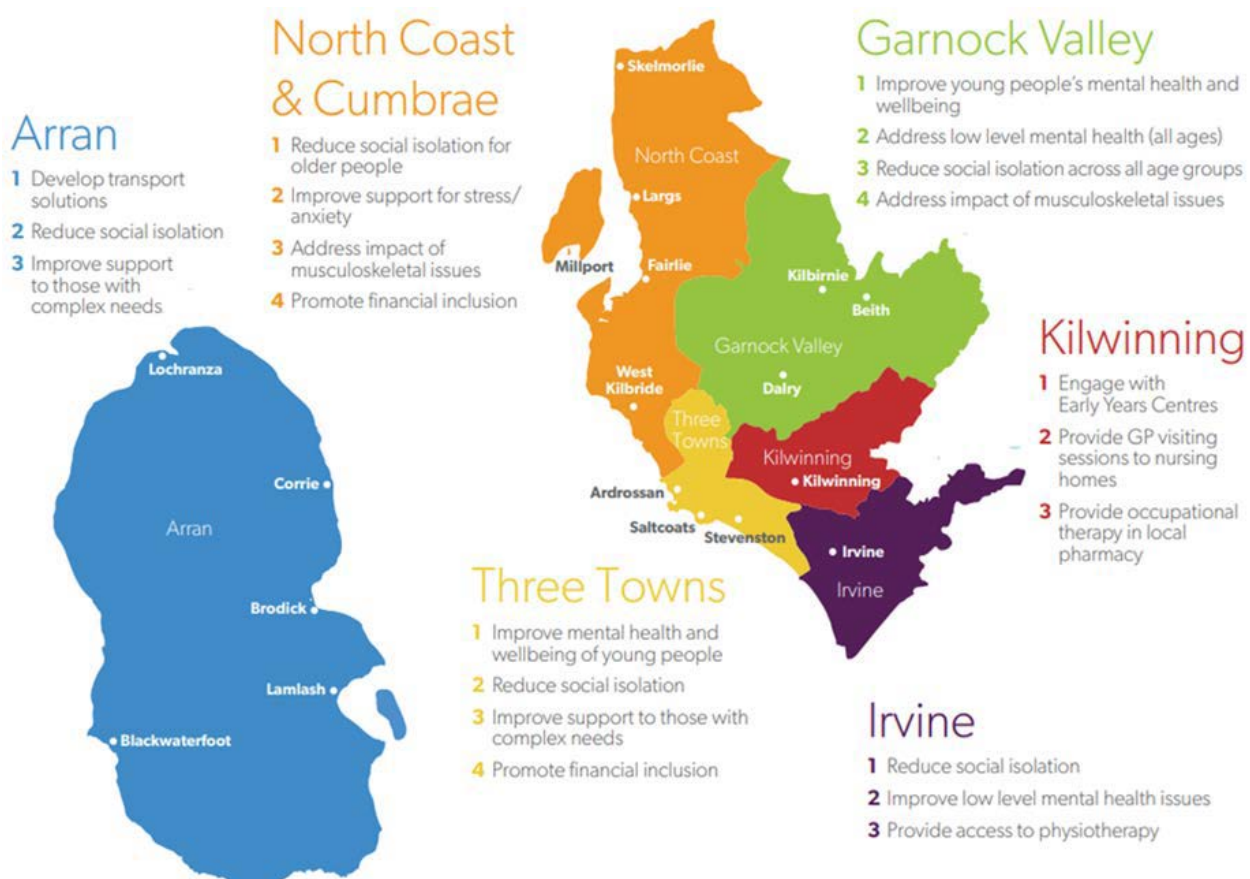 North Coast
& Cumbrae
1 Reduce social isolation for
older people
2 Improve support for stress/
anxiety
3 Address impact of
musculoskeletal issues
4 Promote financial inclusion
Garnock Valley
1 Improve young people's mental health and
wellbeing
2 Address low level mental health (all ages)
3 Reduce social isolation across all age groups
4 Address impact of musculoskeletal issues
Arran
1 Develop transport
solutions
2 Reduce social isolation
3 Improve support
to those with
complex needs
Skelmorlie
North Coast
Largs
Millport
Fairlie
Kilbirnie
Beith
Garnock Valley
Dalry
West
Kilbride
Three
Towns
Kilwinning
Kilwinning
Ardrossan
Saltcoats
Stevenston
Irvine
Irvine
Kilwinning
1 Engage with
Early Years Centres
2 Provide GP visiting
sessions to nursing
homes
3 Provide occupational
therapy in local
pharmacy
Lochranza
Corrie
Arran
Brodick
Lamlash
Blackwaterfoot
Three Towns
1 Improve mental health and
wellbeing of young people
2 Reduce social isolation
3 Improve support to those with
complex needs
4 Promote financial inclusion
Irvine
1 Reduce social isolation
2 Improve low level mental health issues
3 Provide access to physiotherapy